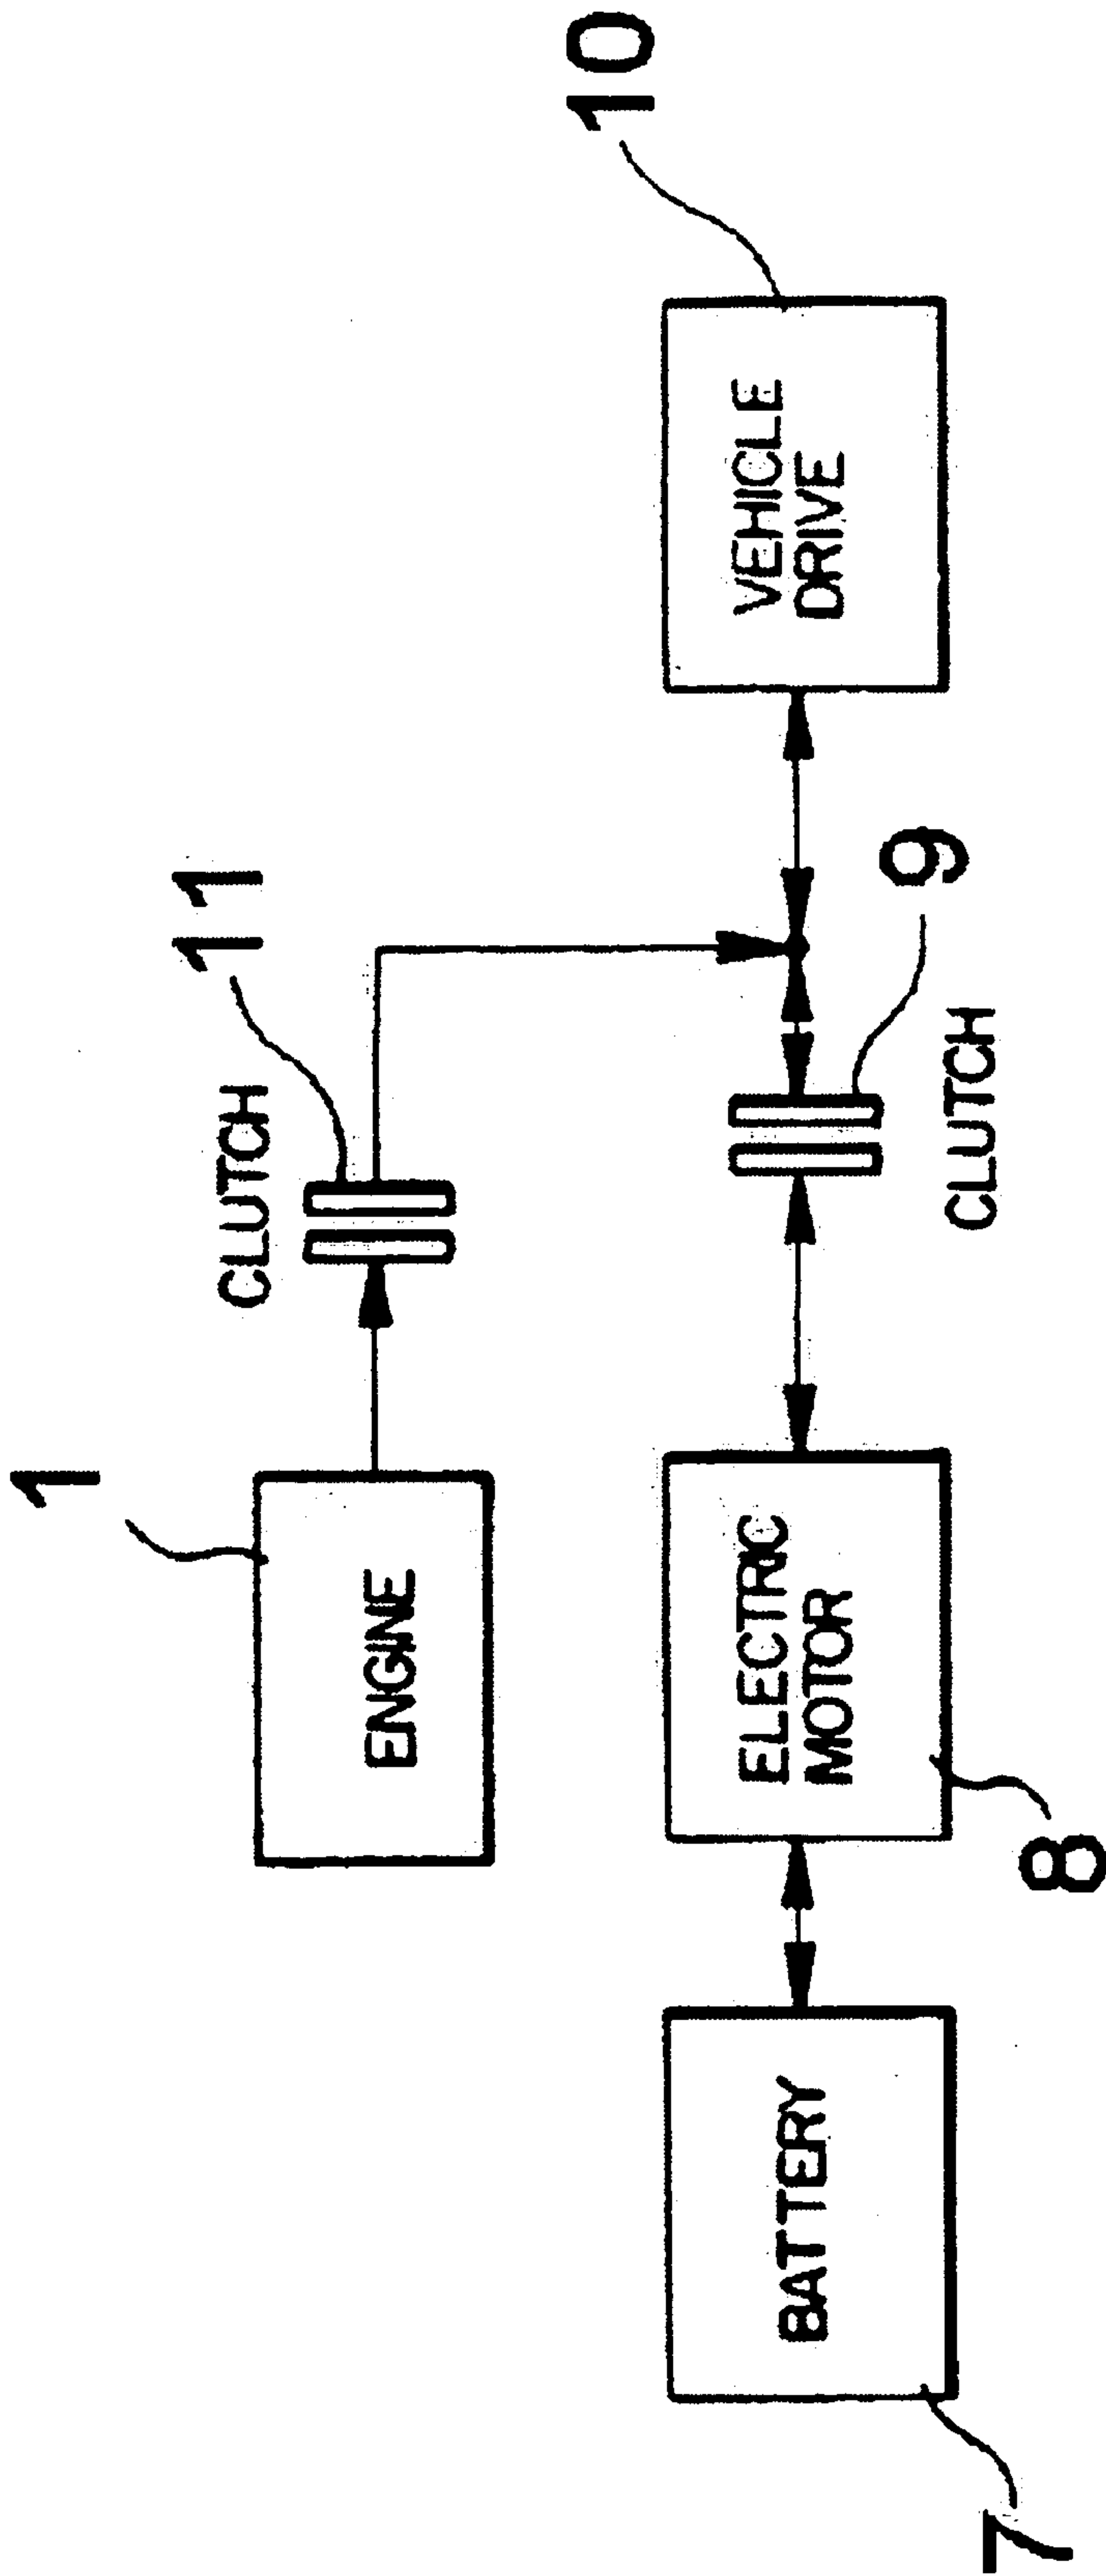 1
ENGINE
CLUTCH
11
10
7
BATTERY
8
ELECTRIC
MOTOR
CLUTCH
9
VEHICLE
DRIVE